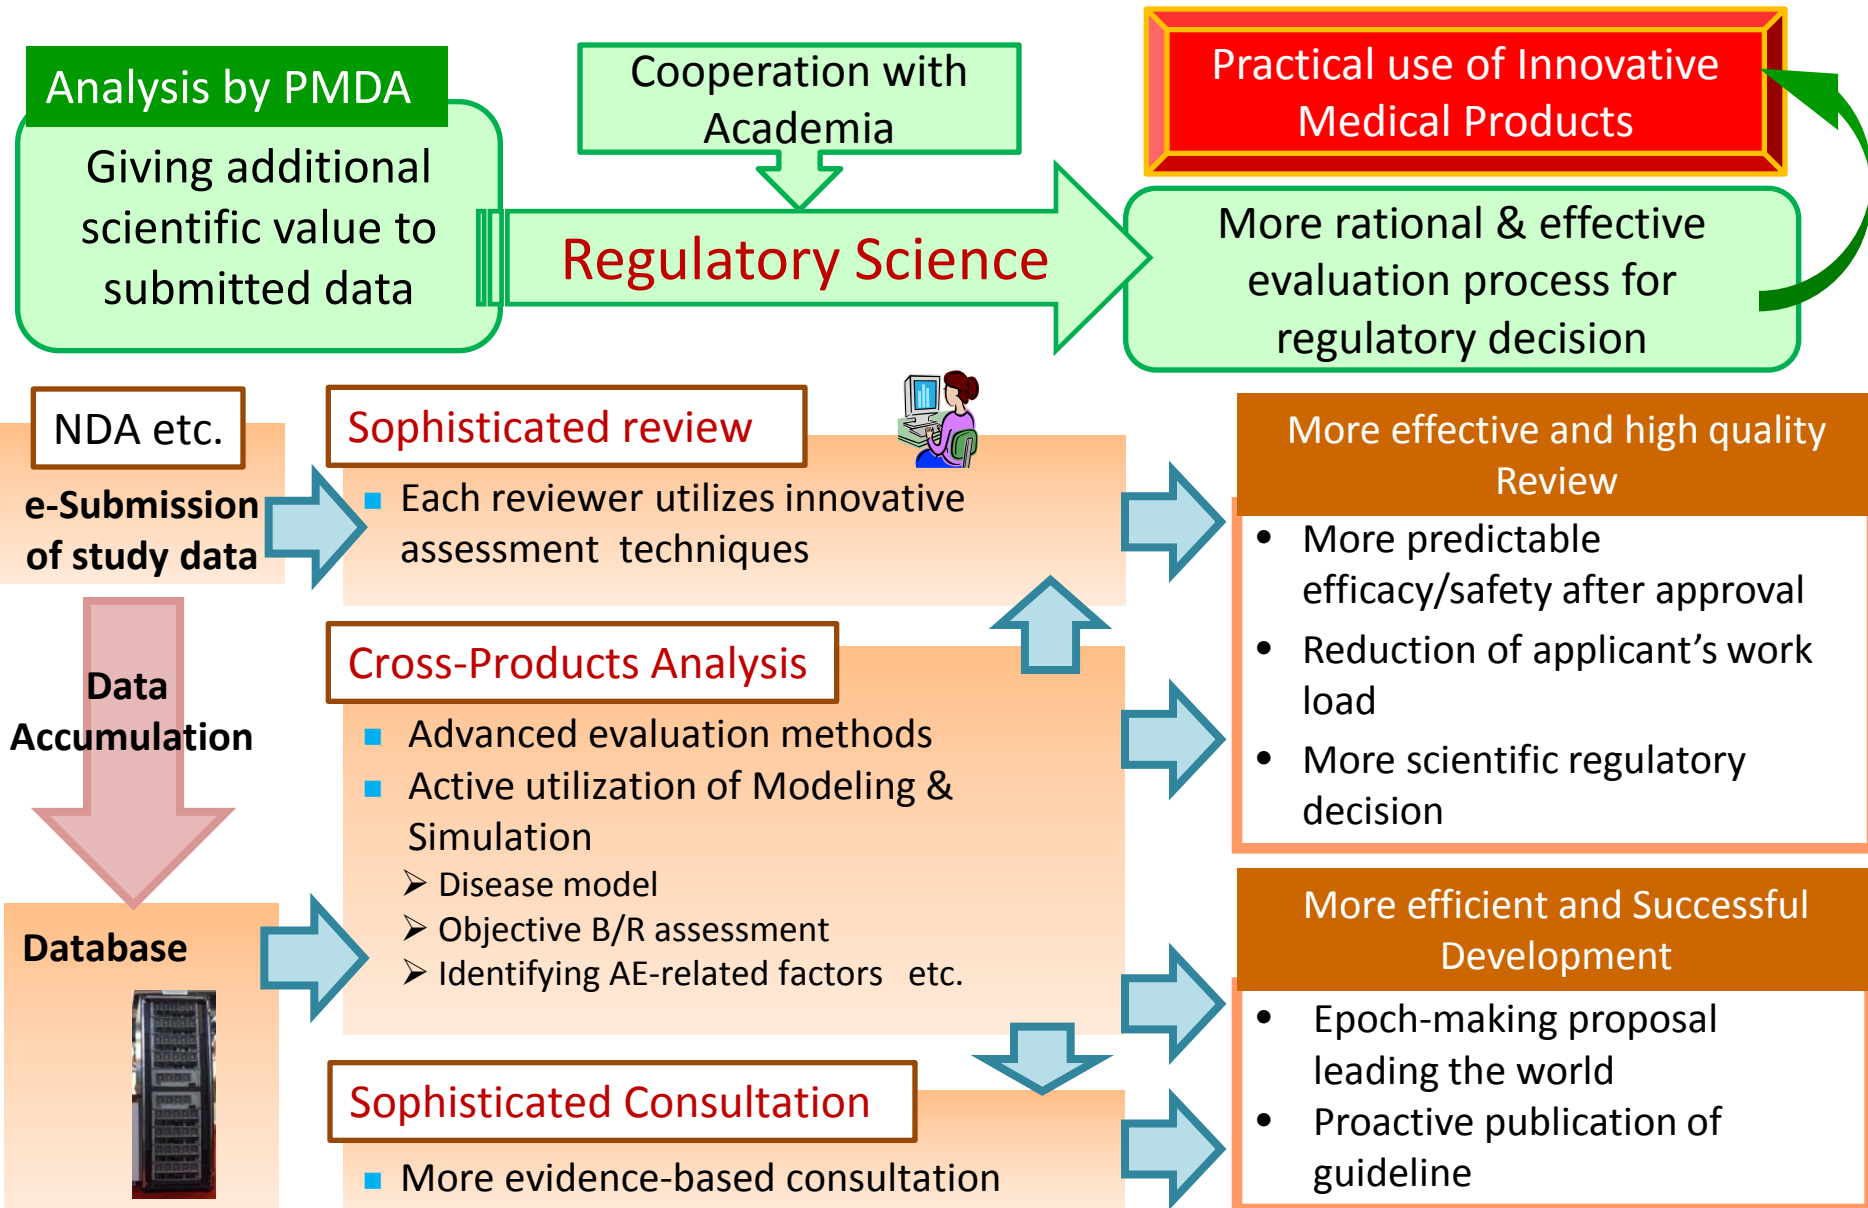 Analysis by PMDA
Giving additional
scientific value to
submitted data
Cooperation with
Academia
Regulatory Science
Practical use of Innovative
Medical Products
More rational & effective
evaluation process for
regulatory decision
NDA etc.
e-Submission
of study data
Data
Accumulation
Database
Sophisticated review
■ Each reviewer utilizes innovative
assessment techniques
Cross-Products Analysis
■ Advanced evaluation methods
■ Active utilization of Modeling &
Simulation
➢ Disease model
➢ Objective B/R assessment
➢ Identifying AE-related factors etc.
Sophisticated Consultation
■ More evidence-based consultation
More effective and high quality
Review
• More predictable
efficacy/safety after approval
• Reduction of applicant’s work
load
• More scientific regulatory
decision
More efficient and Successful
Development
• Epoch-making proposal
leading the world
• Proactive publication of
guideline